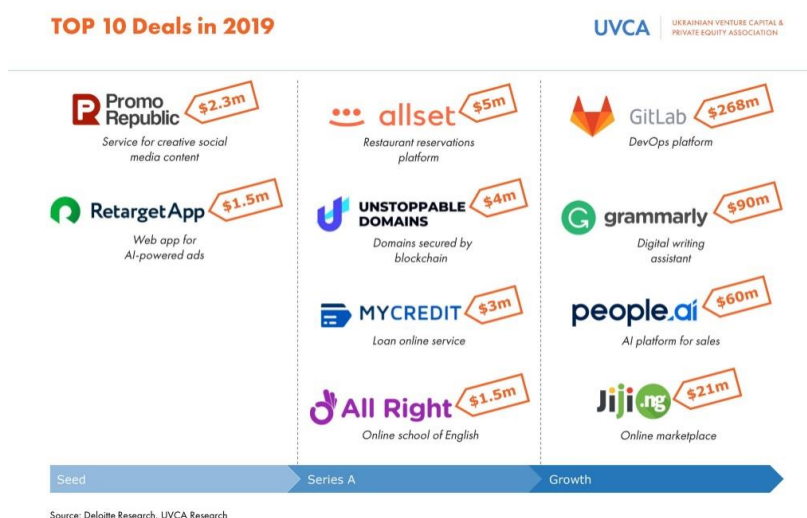 TOP 10 Deals in 2019
UVCA
UKRAINIAN VENTURE CAPITAL &
PRIVATE EQUITY ASSOCIATION
Promo
Republic
$2.3m
Service for creative social
media content
RetargetApp
$1.5m
Web app for
AI-powered ads
allset
$5m
Restaurant reservations
platform
UNSTOPPABLE
DOMAINS
$4m
Domains secured by
blockchain
MYCREDIT
$3m
Loan online service
All Right
$1.5m
Online school of English
GitLab
$268m
DevOps platform
grammarly
$90m
Digital writing
assistant
people.ai
$60m
AI platform for sales
Jiji.ng
$21m
Online marketplace
Seed
Series A
Growth
Source: Deloitte Research, UVCA Research